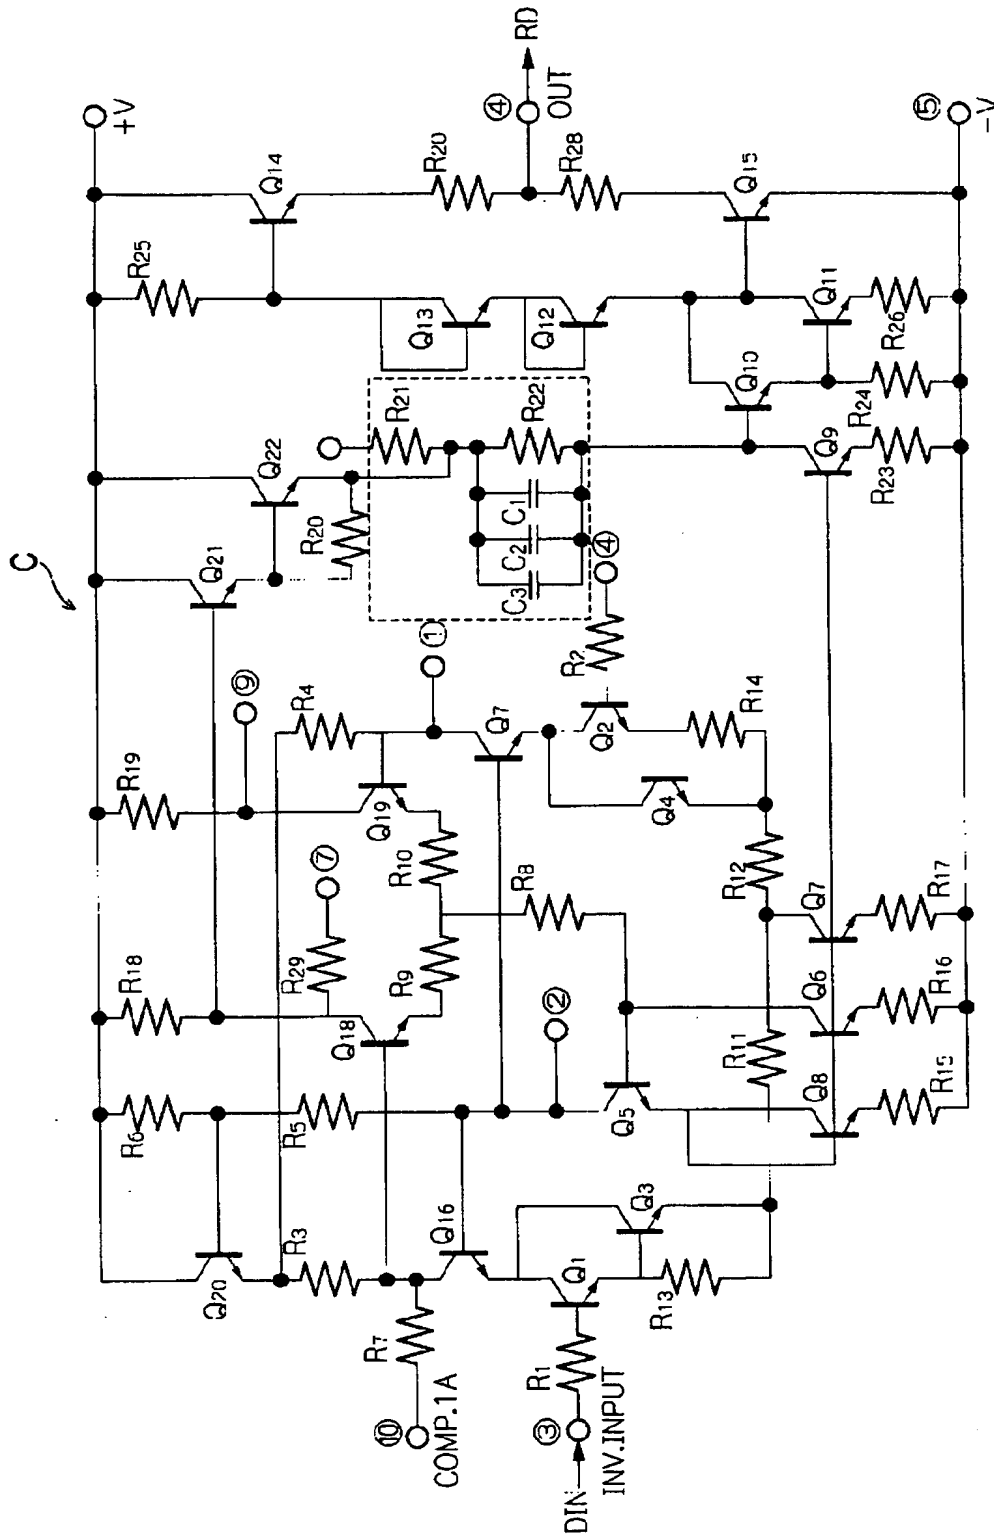 C
+V
R6
R18
R19
R25
Q20
Q21
Q22
Q14
R3
R5
R29
⑦
⑨
R4
R20
R21
Q13
R20
④
OUT
RD
R7
⑩
COMP.1A
Q18
R9
R10
Q19
①
C3
C2
C1
R22
Q12
R28
Q16
②
R8
Q7
R2
④
DIN
③
INV.INPUT
R1
Q1
Q3
Q5
Q2
Q4
R14
R13
R11
R12
Q10
Q15
Q8
Q6
Q7
Q9
Q11
R15
R16
R17
R23
R24
R26
⑤
-V